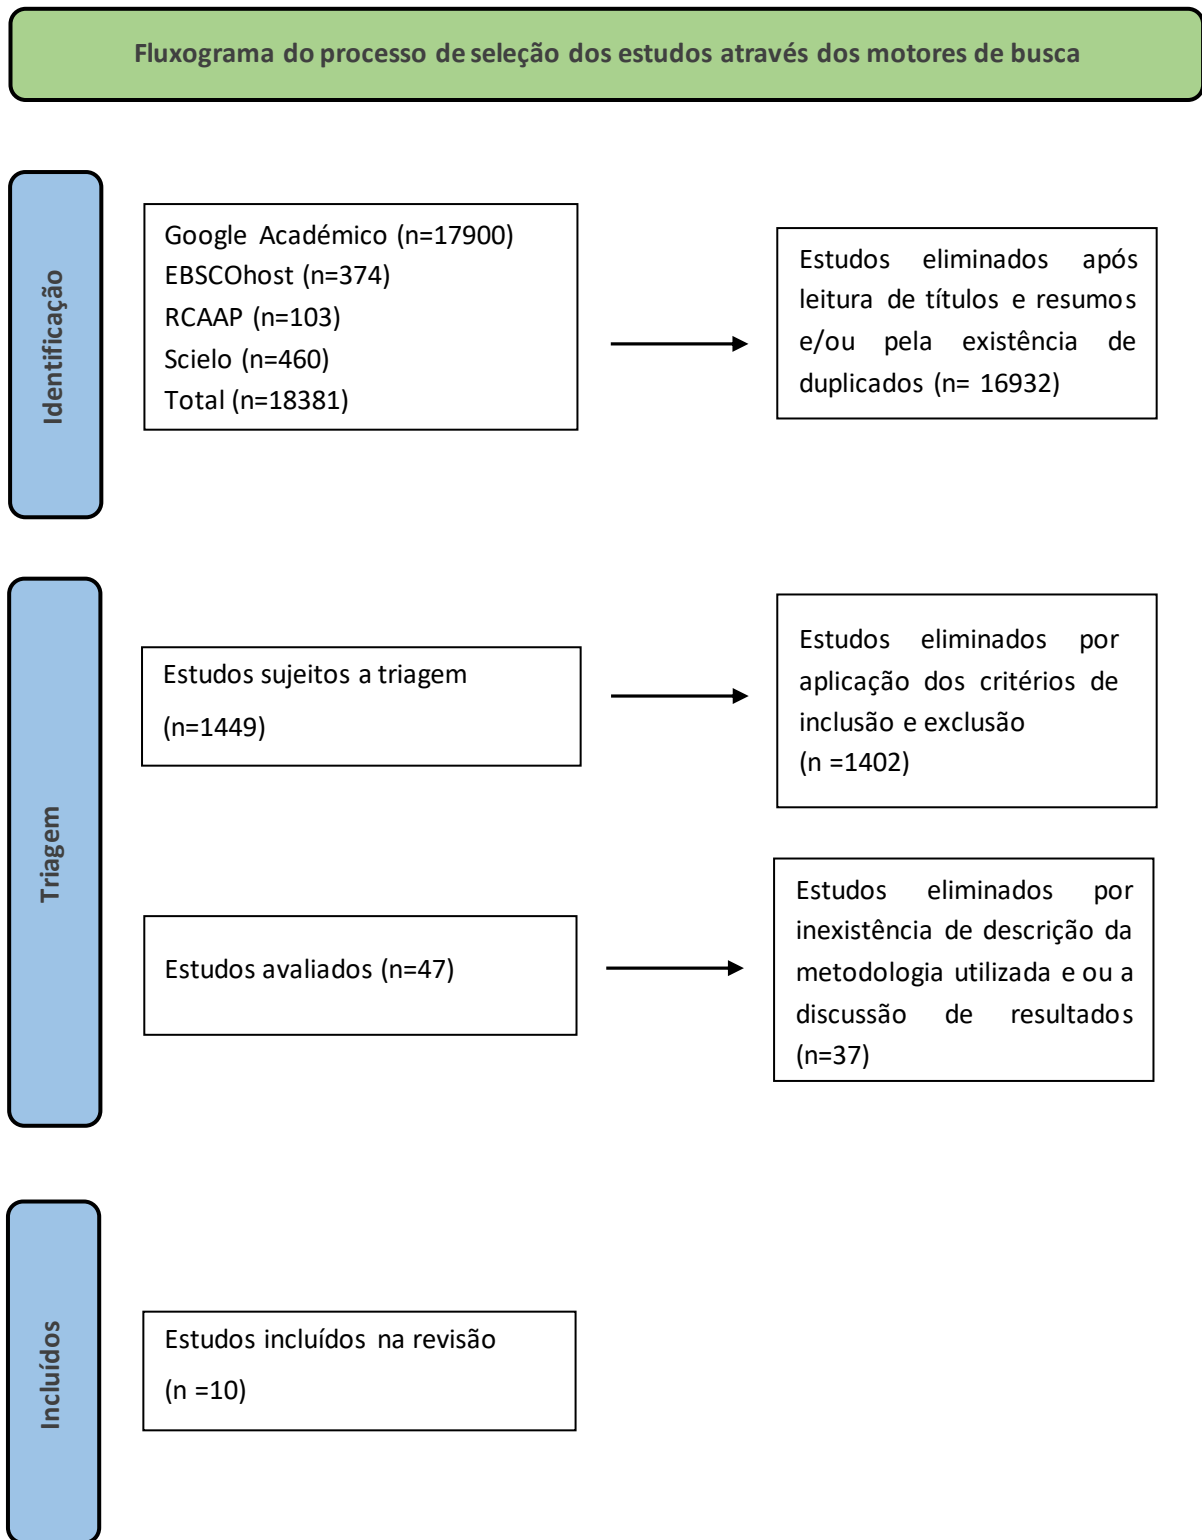 Fluxograma do processo de seleção dos estudos através dos motores de busca
Identificação
Google Académico (n=17900)
EBSCOhost (n=374)
RCAAP (n=103)
Scielo (n=460)
Total (n=18381)
Estudos eliminados após
leitura de títulos e resumos
e/ou pela existência de
duplicados (n= 16932)
Triagem
Estudos sujeitos a triagem
(n=1449)
Estudos eliminados por
aplicação dos critérios de
inclusão e exclusão
(n =1402)
Estudos avaliados (n=47)
Estudos eliminados por
inexistência de descrição da
metodologia utilizada e ou a
discussão de resultados
(n=37)
Incluídos
Estudos incluídos na revisão
(n =10)